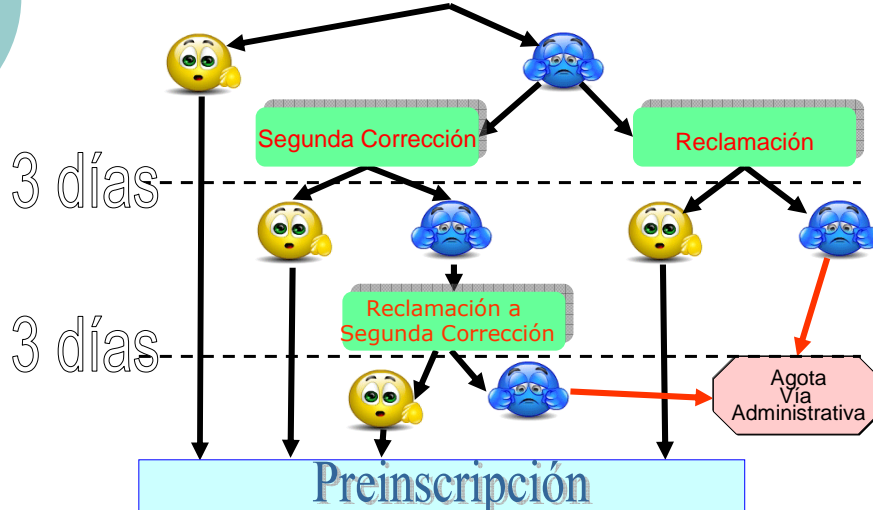 Segunda Corrección
Reclamación
3 días
Reclamación a
Segunda Corrección
3 días
Agota
Vía
Administrativa
Preinscripción